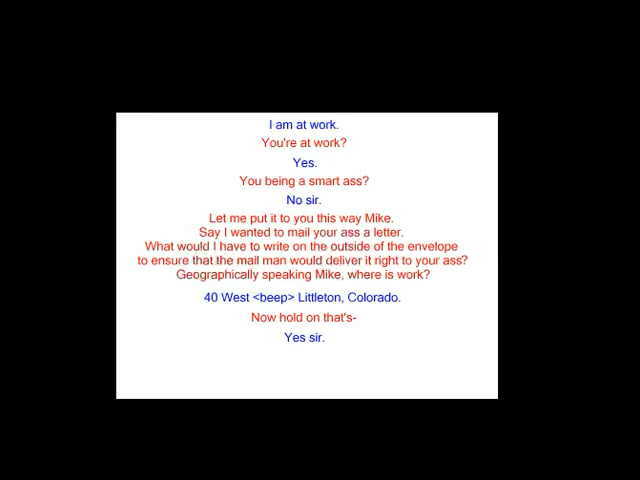 I am at work.
You're at work?
Yes.
You being a smart ass?
No sir.
Let me put it to you this way Mike.
Say I wanted to mail your ass a letter.
What would I have to write on the outside of the envelope
to ensure that the mail man would deliver it right to your ass?
Geographically speaking Mike, where is work?
40 West <beep> Littleton, Colorado.
Now hold on that's-
Yes sir.